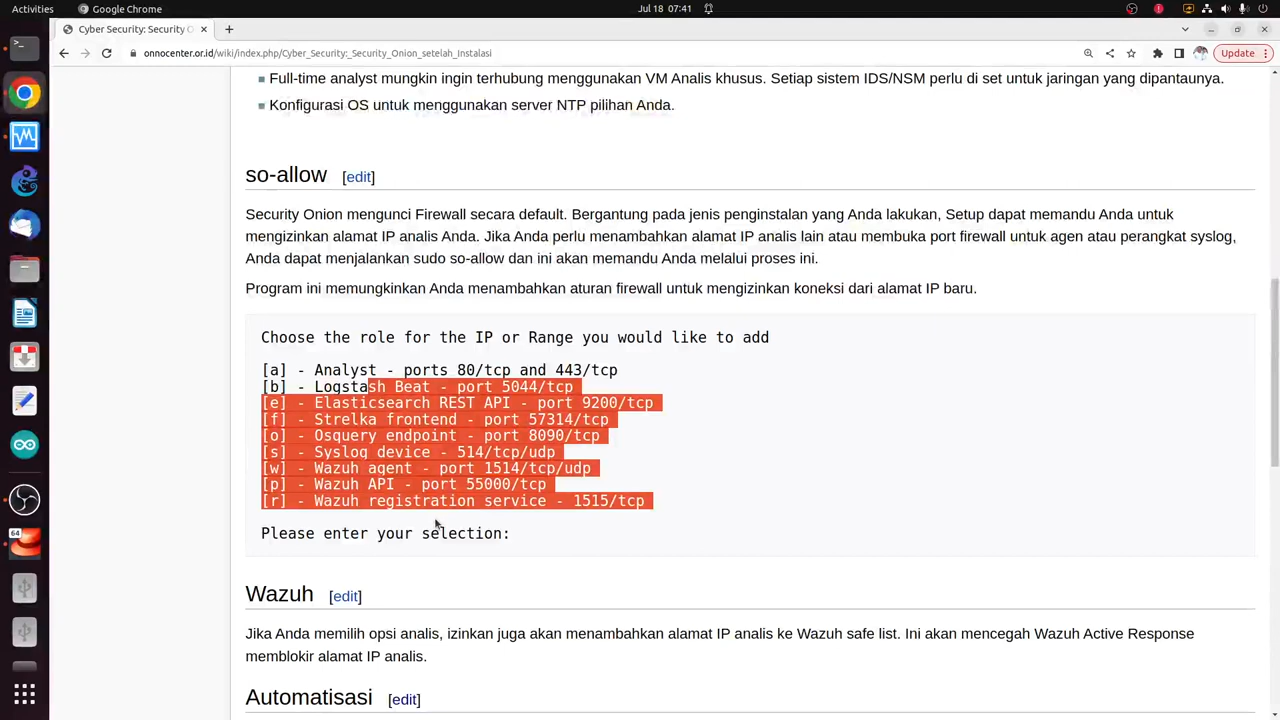 Activities
Google Chrome
Jul 18 07:41
Cyber Security: Security O
onnocenter.or.id/wiki/index.php/Cyber_Security:_Security_Onion_setelah_Instalasi
Update
Full-time analyst mungkin ingin terhubung menggunakan VM Analis khusus. Setiap sistem IDS/NSM perlu di set untuk jaringan yang dipantaunya.
Konfigurasi OS untuk menggunakan server NTP pilihan Anda.
so-allow [edit]
Security Onion mengunci Firewall secara default. Bergantung pada jenis penginstalan yang Anda lakukan, Setup dapat memandu Anda untuk
mengizinkan alamat IP analis Anda. Jika Anda perlu menambahkan alamat IP analis lain atau membuka port firewall untuk agen atau perangkat syslog,
Anda dapat menjalankan sudo so-allow dan ini akan memandu Anda melalui proses ini.
Program ini memungkinkan Anda menambahkan aturan firewall untuk mengizinkan koneksi dari alamat IP baru.
Choose the role for the IP or Range you would like to add
[a] - Analyst - ports 80/tcp and 443/tcp
[b] - Logstash Beat - port 5044/tcp
[e] - Elasticsearch REST API - port 9200/tcp
[f] - Strelka frontend - port 57314/tcp
[o] - Osquery endpoint - port 8090/tcp
[s] - Syslog device - 514/tcp/udp
[w] - Wazuh agent - port 1514/tcp/udp
[p] - Wazuh API - port 55000/tcp
[r] - Wazuh registration service - 1515/tcp
Please enter your selection:
Wazuh [edit]
Jika Anda memilih opsi analis, izinkan juga akan menambahkan alamat IP analis ke Wazuh safe list. Ini akan mencegah Wazuh Active Response
memblokir alamat IP analis.
Automatisasi [edit]
64